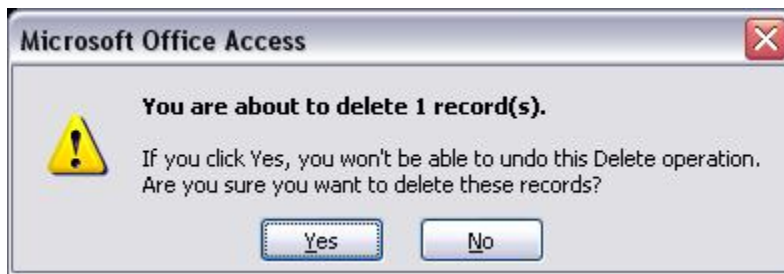 Microsoft Office Access
You are about to delete 1 record(s).
If you click Yes, you won't be able to undo this Delete operation.
Are you sure you want to delete these records?
Yes
No